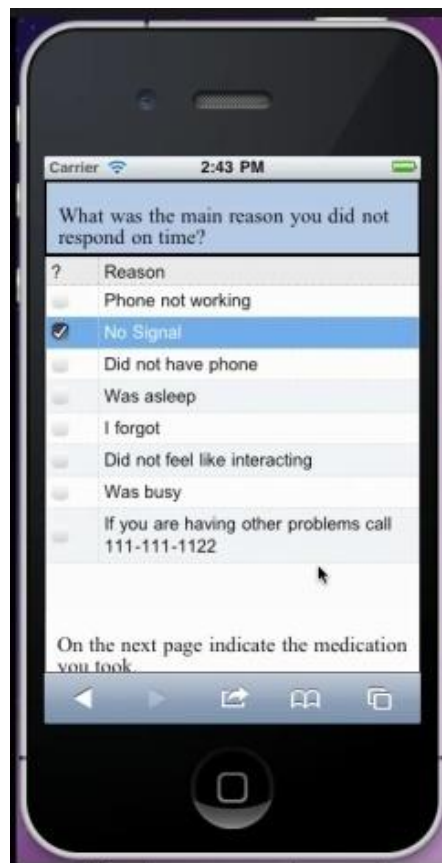 Carrier 2:43 PM
What was the main reason you did not
respond on time?
? Reason
Phone not working
No Signal
Did not have phone
Was asleep
I forgot
Did not feel like interacting
Was busy
If you are having other problems call
111-111-1122
On the next page indicate the medication
you took.